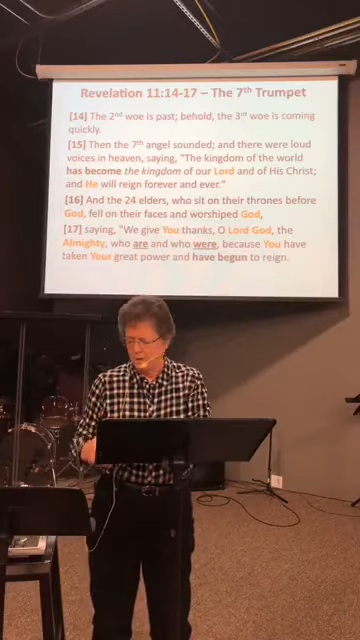 Revelation 11:14-17 – The 7th Trumpet
[14] The 2nd woe is past; behold, the 3rd woe is coming
quickly.
[15] Then the 7th angel sounded; and there were loud
voices in heaven, saying, "The kingdom of the world
has become the kingdom of our Lord and of His Christ;
and He will reign forever and ever."
[16] And the 24 elders, who sit on their thrones before
God, fell on their faces and worshiped God,
[17] saying, "We give You thanks, O Lord God, the
Almighty, who are and who were, because You have
taken Your great power and have begun to reign.